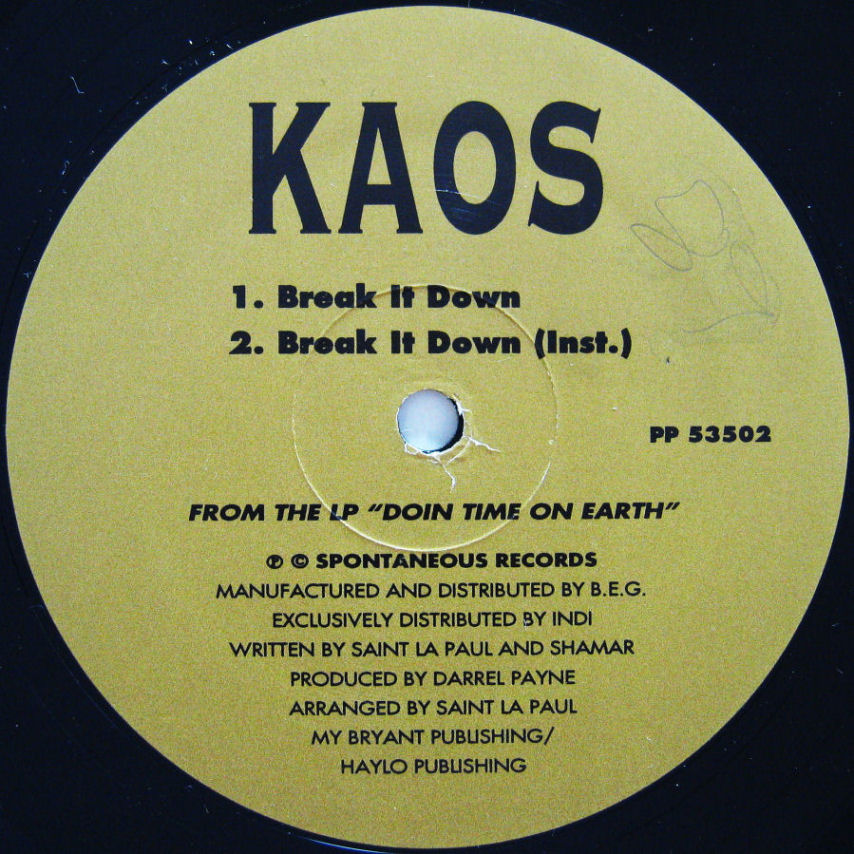 KAOS
1. Break It Down
2. Break It Down (Inst.)
PP 53502
FROM THE LP “DOIN TIME ON EARTH”
℗ © SPONTANEOUS RECORDS
MANUFACTURED AND DISTRIBUTED BY B.E.G.
EXCLUSIVELY DISTRIBUTED BY INDI
WRITTEN BY SAINT LA PAUL AND SHAMAR
PRODUCED BY DARREL PAYNE
ARRANGED BY SAINT LA PAUL
MY BRYANT PUBLISHING/
HAYLO PUBLISHING